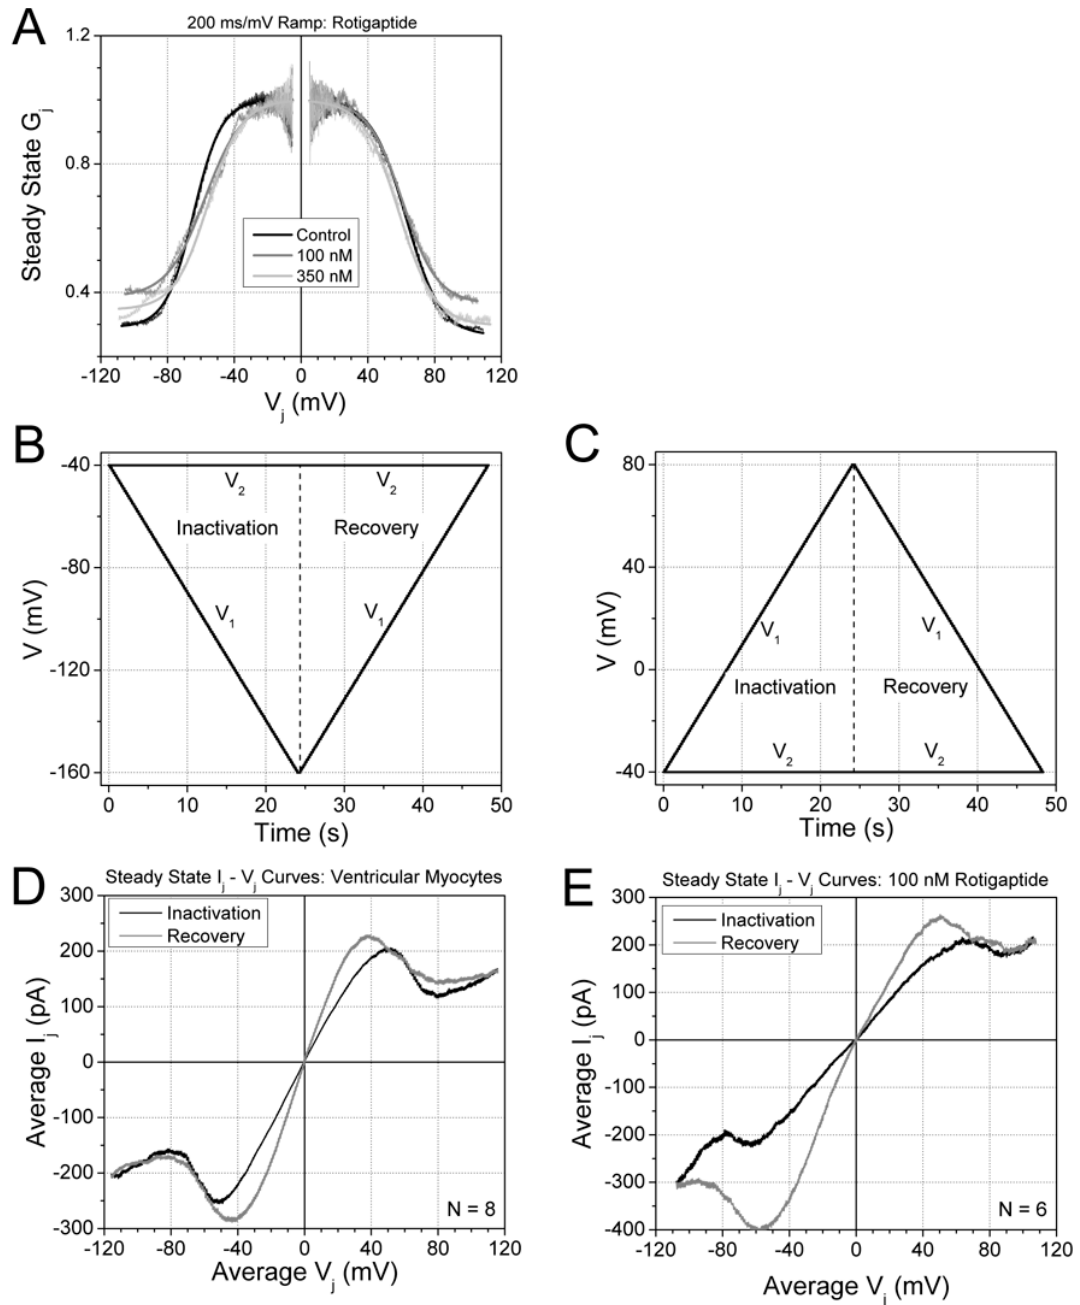 A
200 ms/mV Ramp: Rotigaptide
Steady State Gj
1.2
0.8
0.4
Control
100 nM
350 nM
-120 -80 -40 0 40 80 120
Vj (mV)
B
V (mV)
-40
-80
-120
-160
V2 V2
Inactivation Recovery
V1 V1
0 10 20 30 40 50
Time (s)
C
V (mV)
80
40
0
-40
V1 V1
Inactivation Recovery
V2 V2
0 10 20 30 40 50
Time (s)
D
Steady State Ij - Vj Curves: Ventricular Myocytes
Average Ij (pA)
300
200
100
0
-100
-200
-300
Inactivation
Recovery
N = 8
-120 -80 -40 0 40 80 120
Average Vj (mV)
E
Steady State Ij - Vj Curves: 100 nM Rotigaptide
Average Ij (pA)
300
200
100
0
-100
-200
-300
-400
Inactivation
Recovery
N = 6
-120 -80 -40 0 40 80 120
Average Vj (mV)